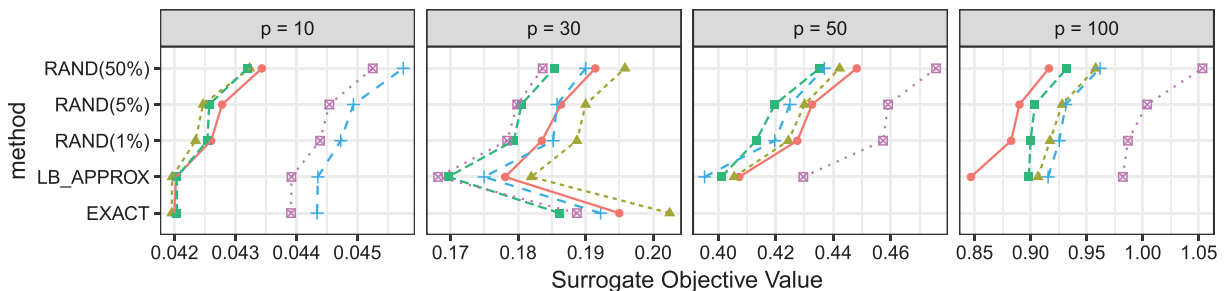 p = 10
p = 30
p = 50
p = 100
method
RAND(50%)
RAND(5%)
RAND(1%)
LB_APPROX
EXACT
0.042 0.043 0.044 0.045
0.17 0.18 0.19 0.20
0.40 0.42 0.44 0.46
0.85 0.90 0.95 1.00 1.05
Surrogate Objective Value